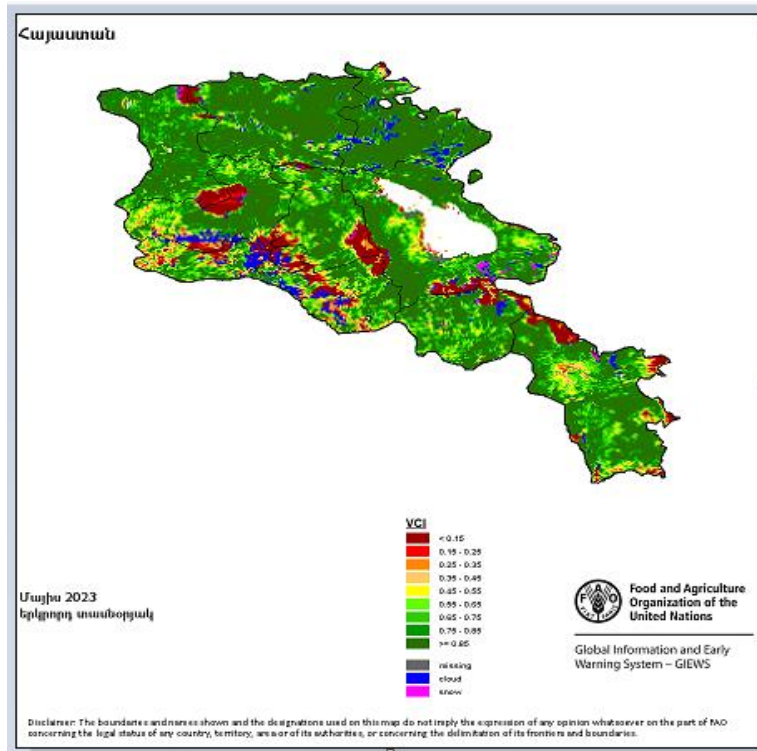 Հայաստան
VCI
< 0.15
0.15 - 0.25
0.25 - 0.35
0.35 - 0.45
0.45 - 0.55
0.55 - 0.65
0.65 - 0.75
0.75 - 0.85
>= 0.85
missing
cloud
snow
Մայիս 2023
երկրորդ տասնօրյակ
FAO
FIAT PANIS
Food and Agriculture
Organization of the
United Nations
Global Information and Early
Warning System – GIEWS
Disclaimer: The boundaries and names shown and the designations used on this map do not imply the expression of any opinion whatsoever on the part of FAO
concerning the legal status of any country, territory, area or of its authorities, or concerning the delimitation of its frontiers and boundaries.